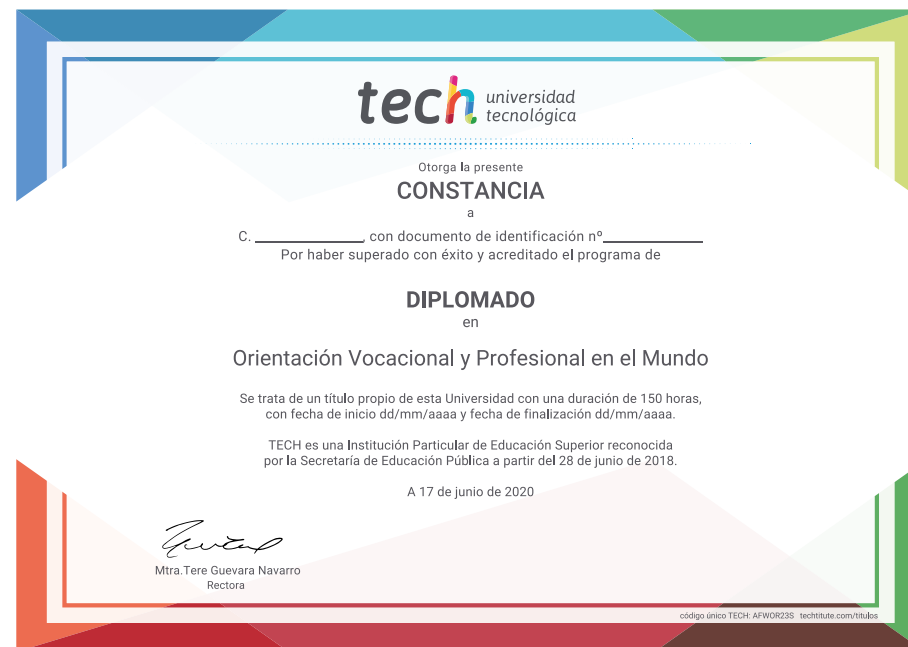 tech universidad
tecnológica
Otorga la presente
CONSTANCIA
a
C. ______________, con documento de identificación nº_____________
Por haber superado con éxito y acreditado el programa de
DIPLOMADO
en
Orientación Vocacional y Profesional en el Mundo
Se trata de un título propio de esta Universidad con una duración de 150 horas,
con fecha de inicio dd/mm/aaaa y fecha de finalización dd/mm/aaaa.
TECH es una Institución Particular de Educación Superior reconocida
por la Secretaría de Educación Pública a partir del 28 de junio de 2018.
A 17 de junio de 2020
Mtra.Tere Guevara Navarro
Rectora
código único TECH: AFWOR23S techtitute.com/titulos